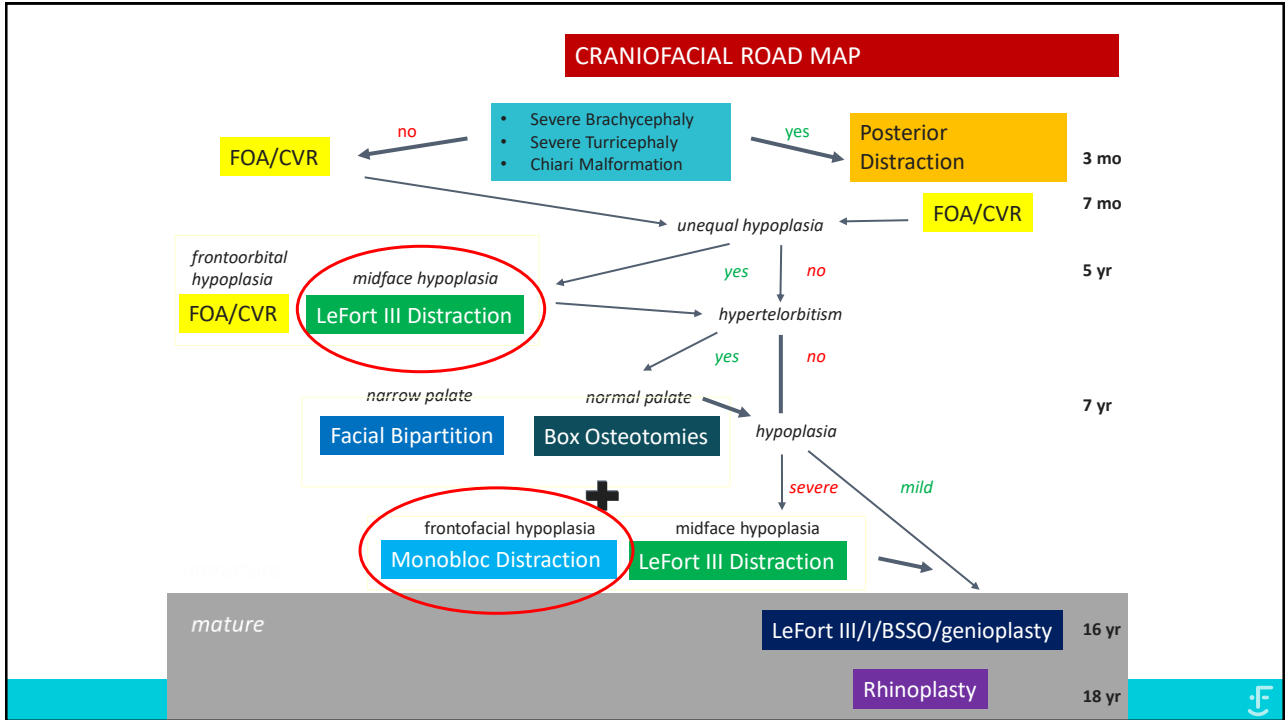 CRANIOFACIAL ROAD MAP
• Severe Brachycephaly
• Severe Turricephaly
• Chiari Malformation
no
yes
FOA/CVR
Posterior
Distraction
3 mo
7 mo
FOA/CVR
unequal hypoplasia
frontoorbital
hypoplasia
FOA/CVR
midface hypoplasia
LeFort III Distraction
yes
no
5 yr
hypertelorbitism
yes
no
narrow palate
Facial Bipartition
normal palate
Box Osteotomies
7 yr
hypoplasia
severe
mild
frontofacial hypoplasia
Monobloc Distraction
midface hypoplasia
LeFort III Distraction
mature
LeFort III/I/BSSO/genioplasty
16 yr
Rhinoplasty
18 yr